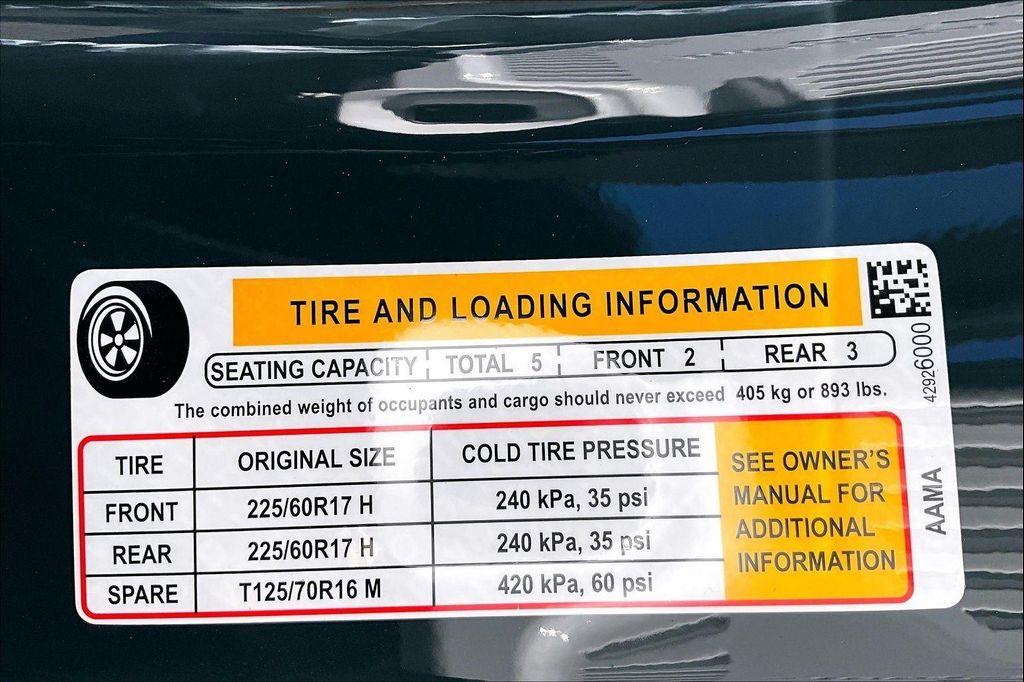 TIRE AND LOADING INFORMATION
SEATING CAPACITY TOTAL 5 FRONT 2 REAR 3
The combined weight of occupants and cargo should never exceed 405 kg or 893 lbs.
TIRE ORIGINAL SIZE COLD TIRE PRESSURE
FRONT 225/60R17 H 240 kPa, 35 psi
REAR 225/60R17 H 240 kPa, 35 psi
SPARE T125/70R16 M 420 kPa, 60 psi
SEE OWNER'S
MANUAL FOR
ADDITIONAL
INFORMATION
42926000
AAMA